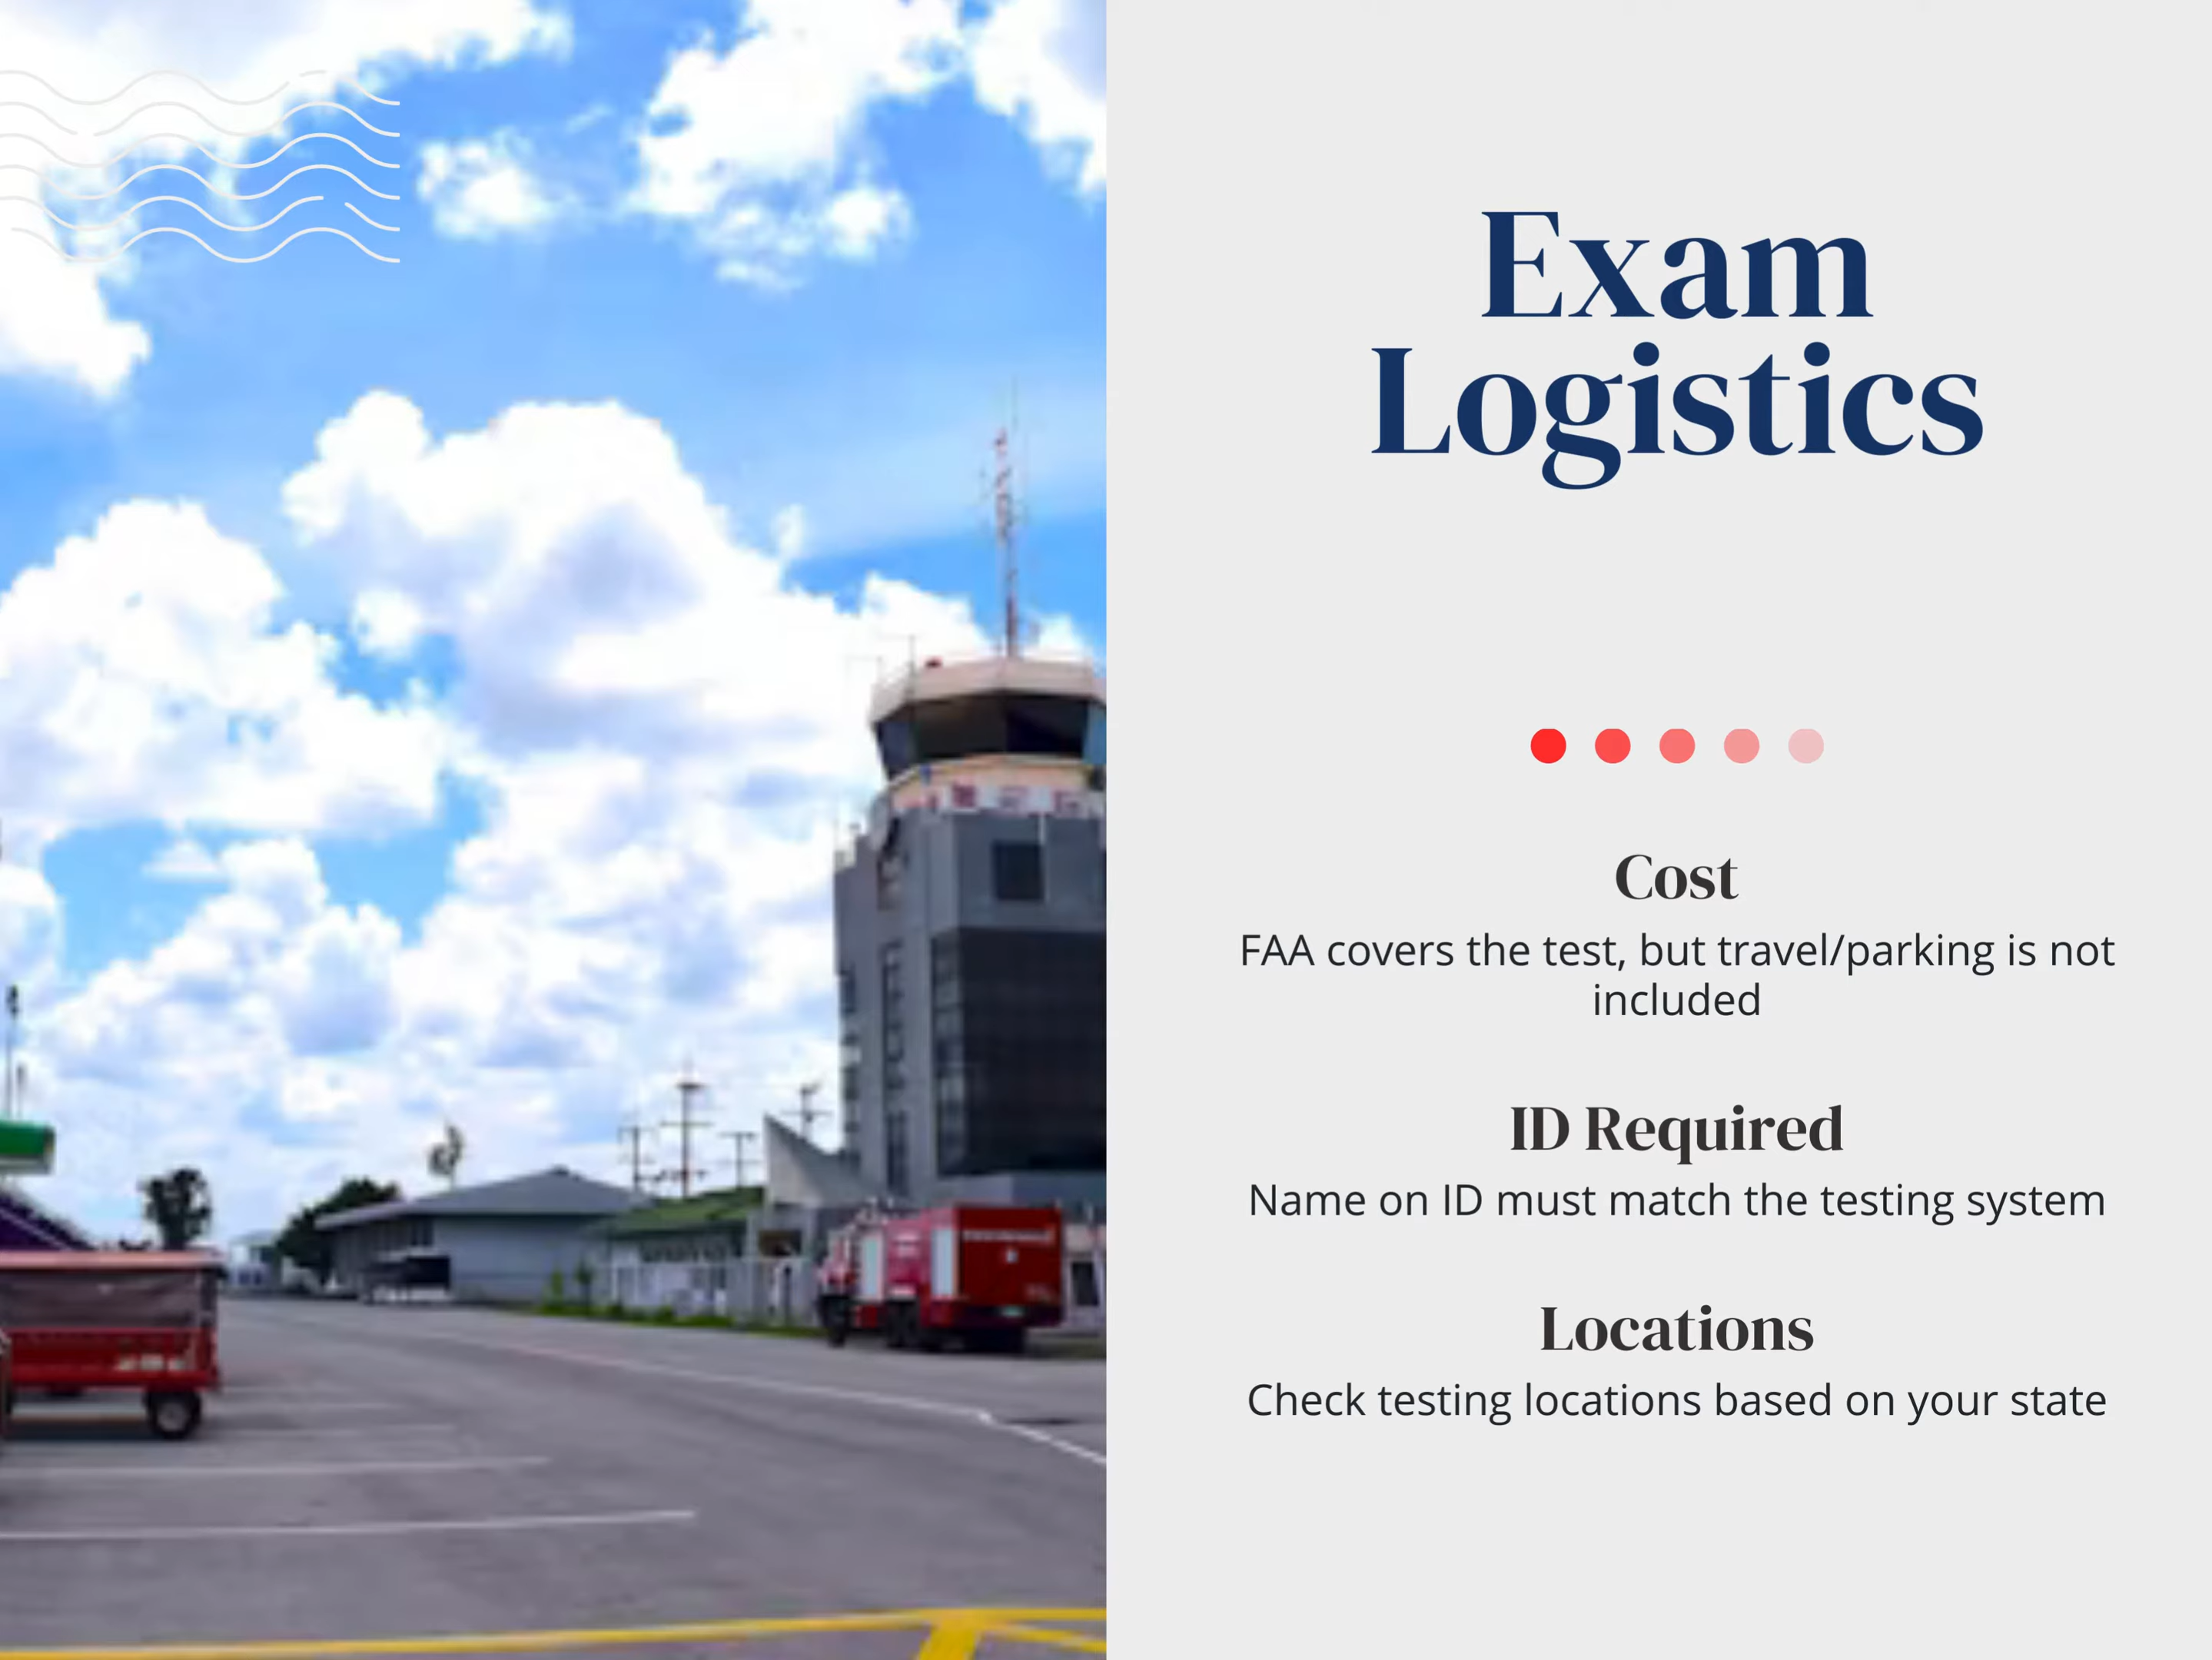 Exam
Logistics
Cost
FAA covers the test, but travel/parking is not
included
ID Required
Name on ID must match the testing system
Locations
Check testing locations based on your state